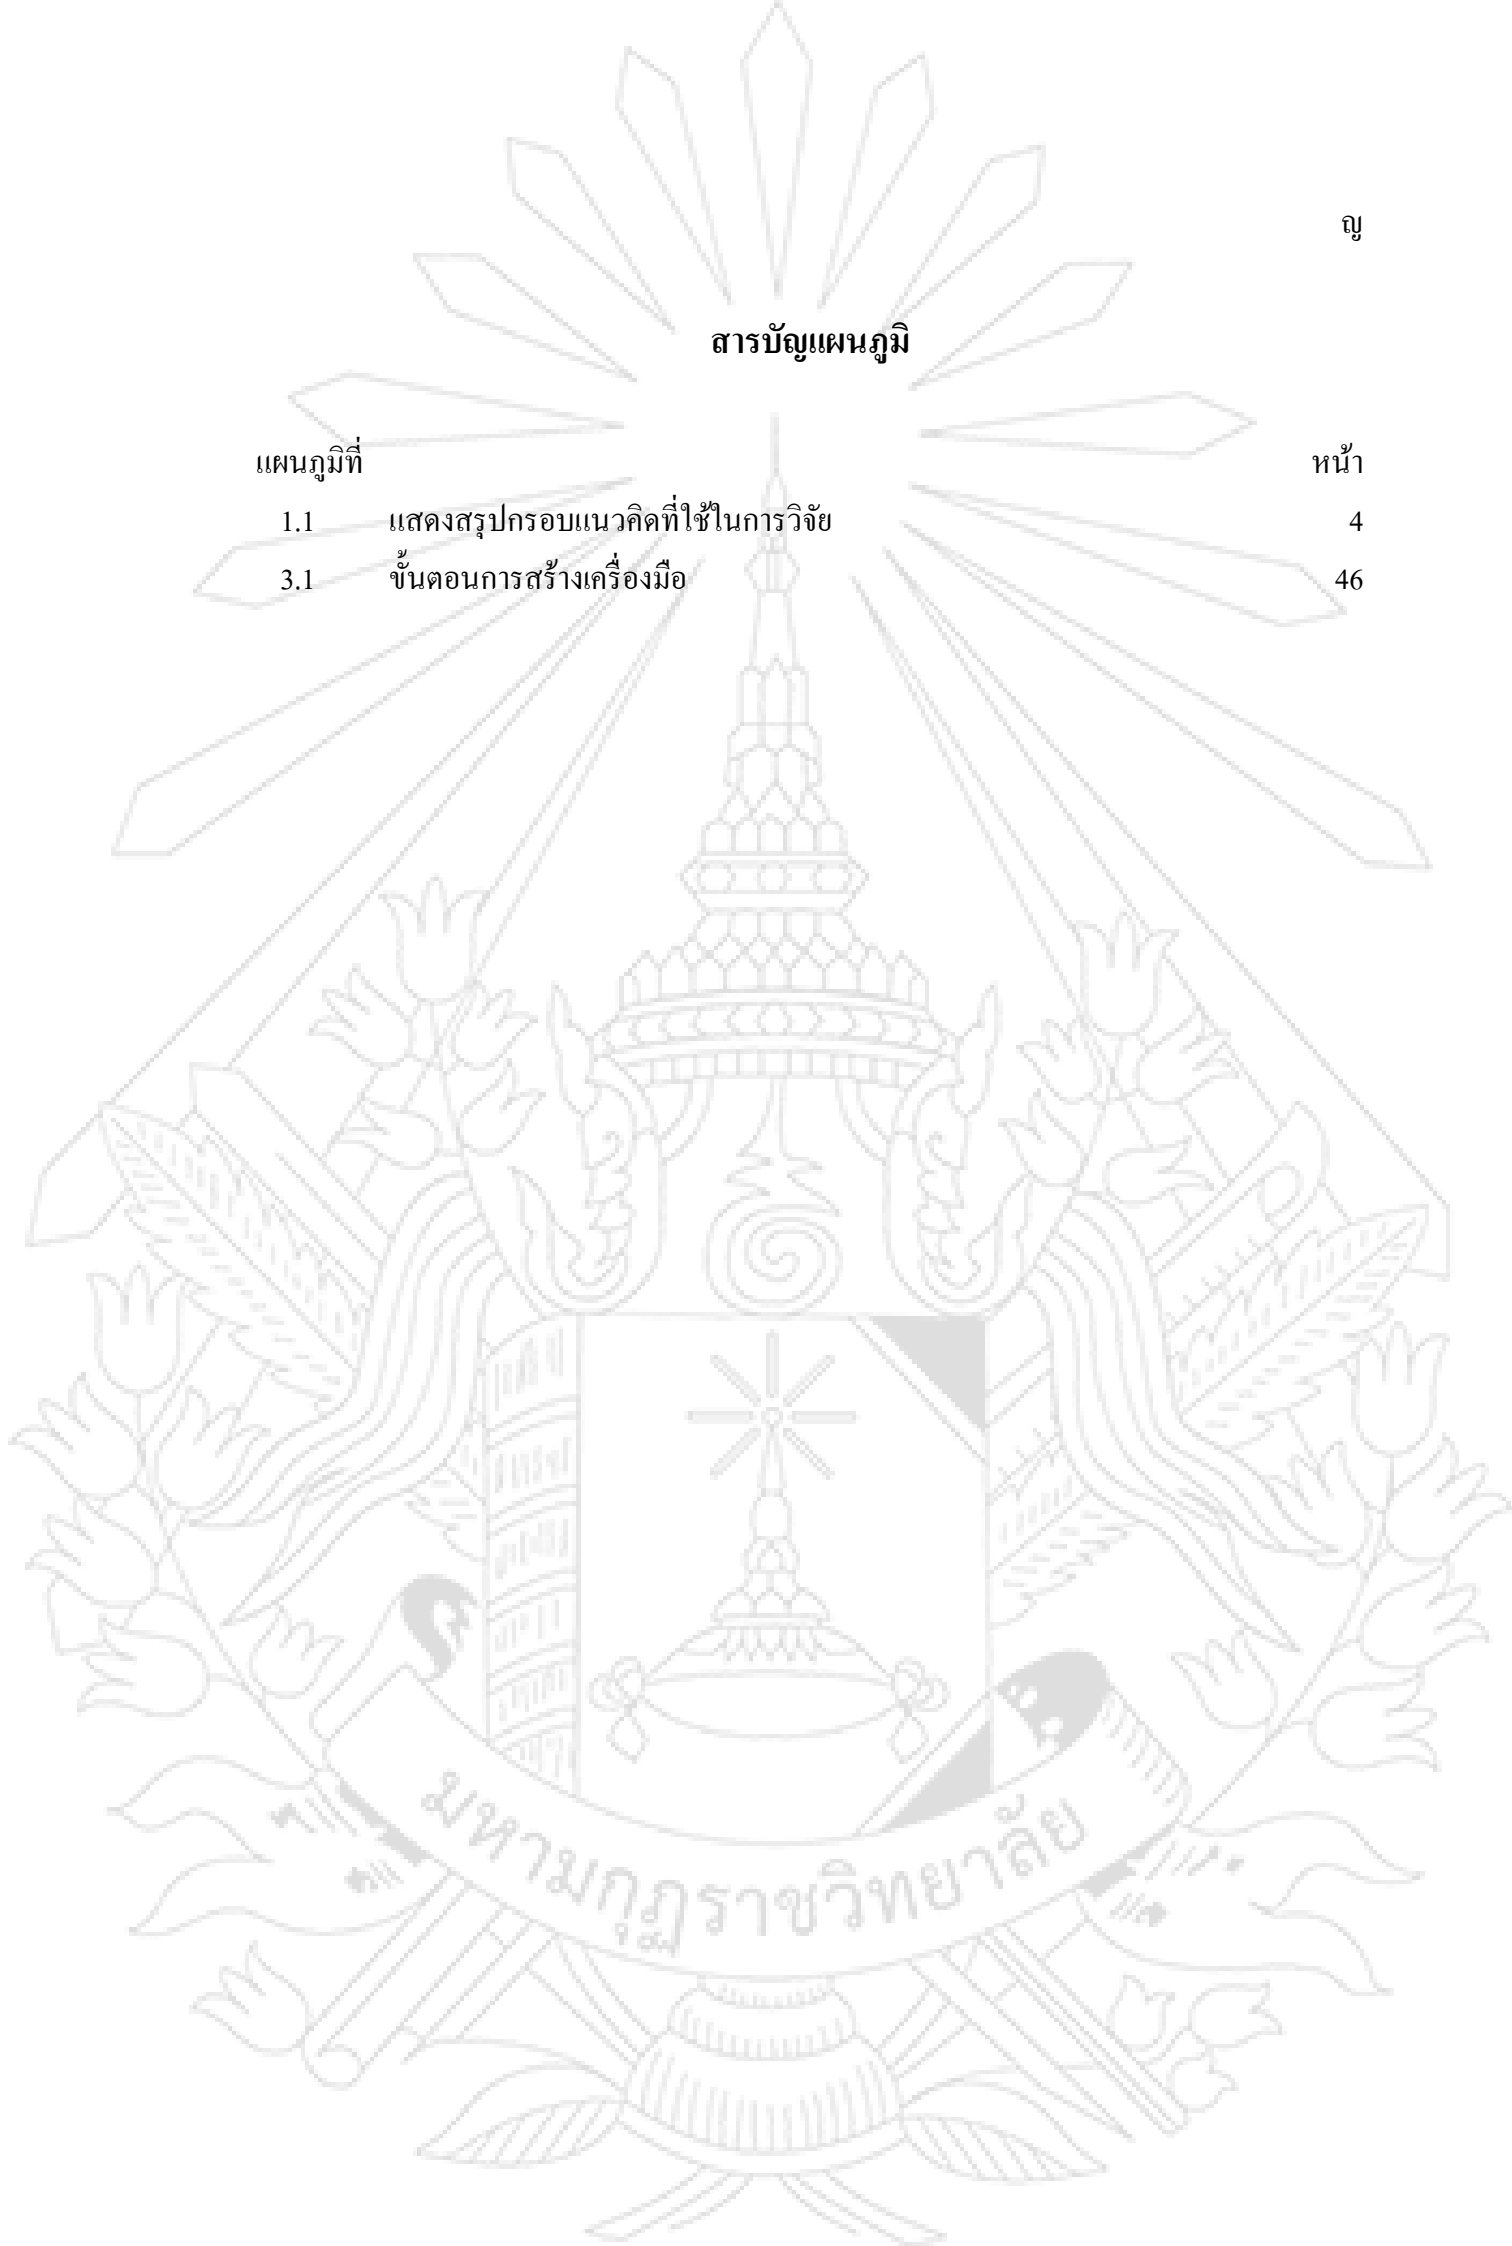 ญ
สารบัญแผนภูมิ
แผนภูมิที่ หน้า
1.1 แสดงสรุปกรอบแนวคิดที่ใช้ในการวิจัย 4
3.1 ขั้นตอนการสร้างเครื่องมือ 46
มหามกุฏราชวิทยาลัย